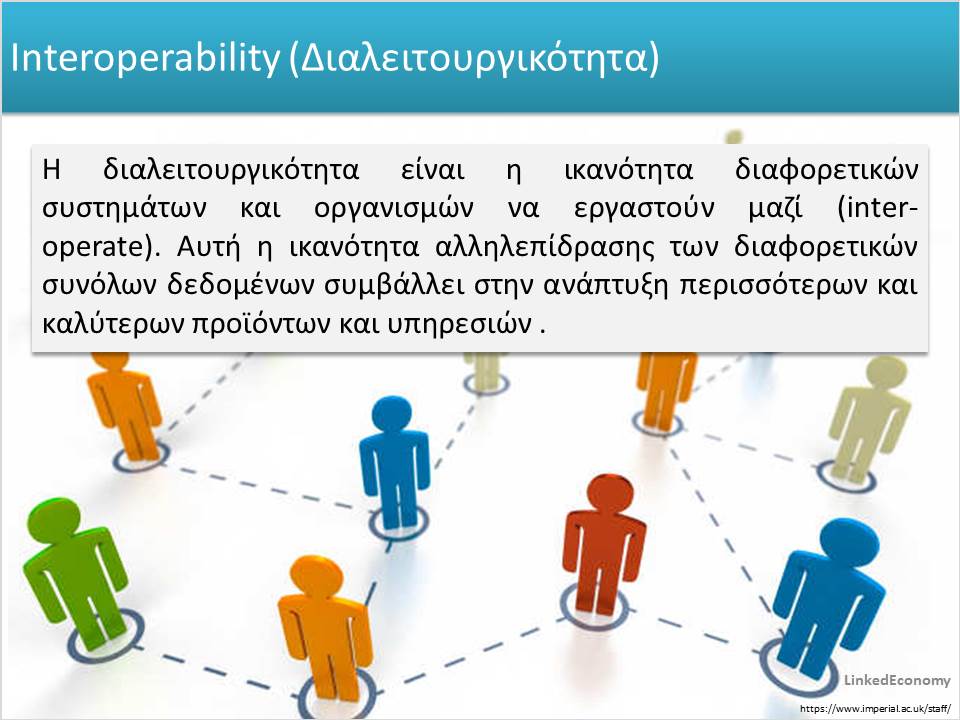 Interoperability (Διαλειτουργικότητα)
Η διαλειτουργικότητα είναι η ικανότητα διαφορετικών
συστημάτων και οργανισμών να εργαστούν μαζί (inter-
operate). Αυτή η ικανότητα αλληλεπίδρασης των διαφορετικών
συνόλων δεδομένων συμβάλλει στην ανάπτυξη περισσότερων και
καλύτερων προϊόντων και υπηρεσιών .
LinkedEconomy
https://www.imperial.ac.uk/staff/